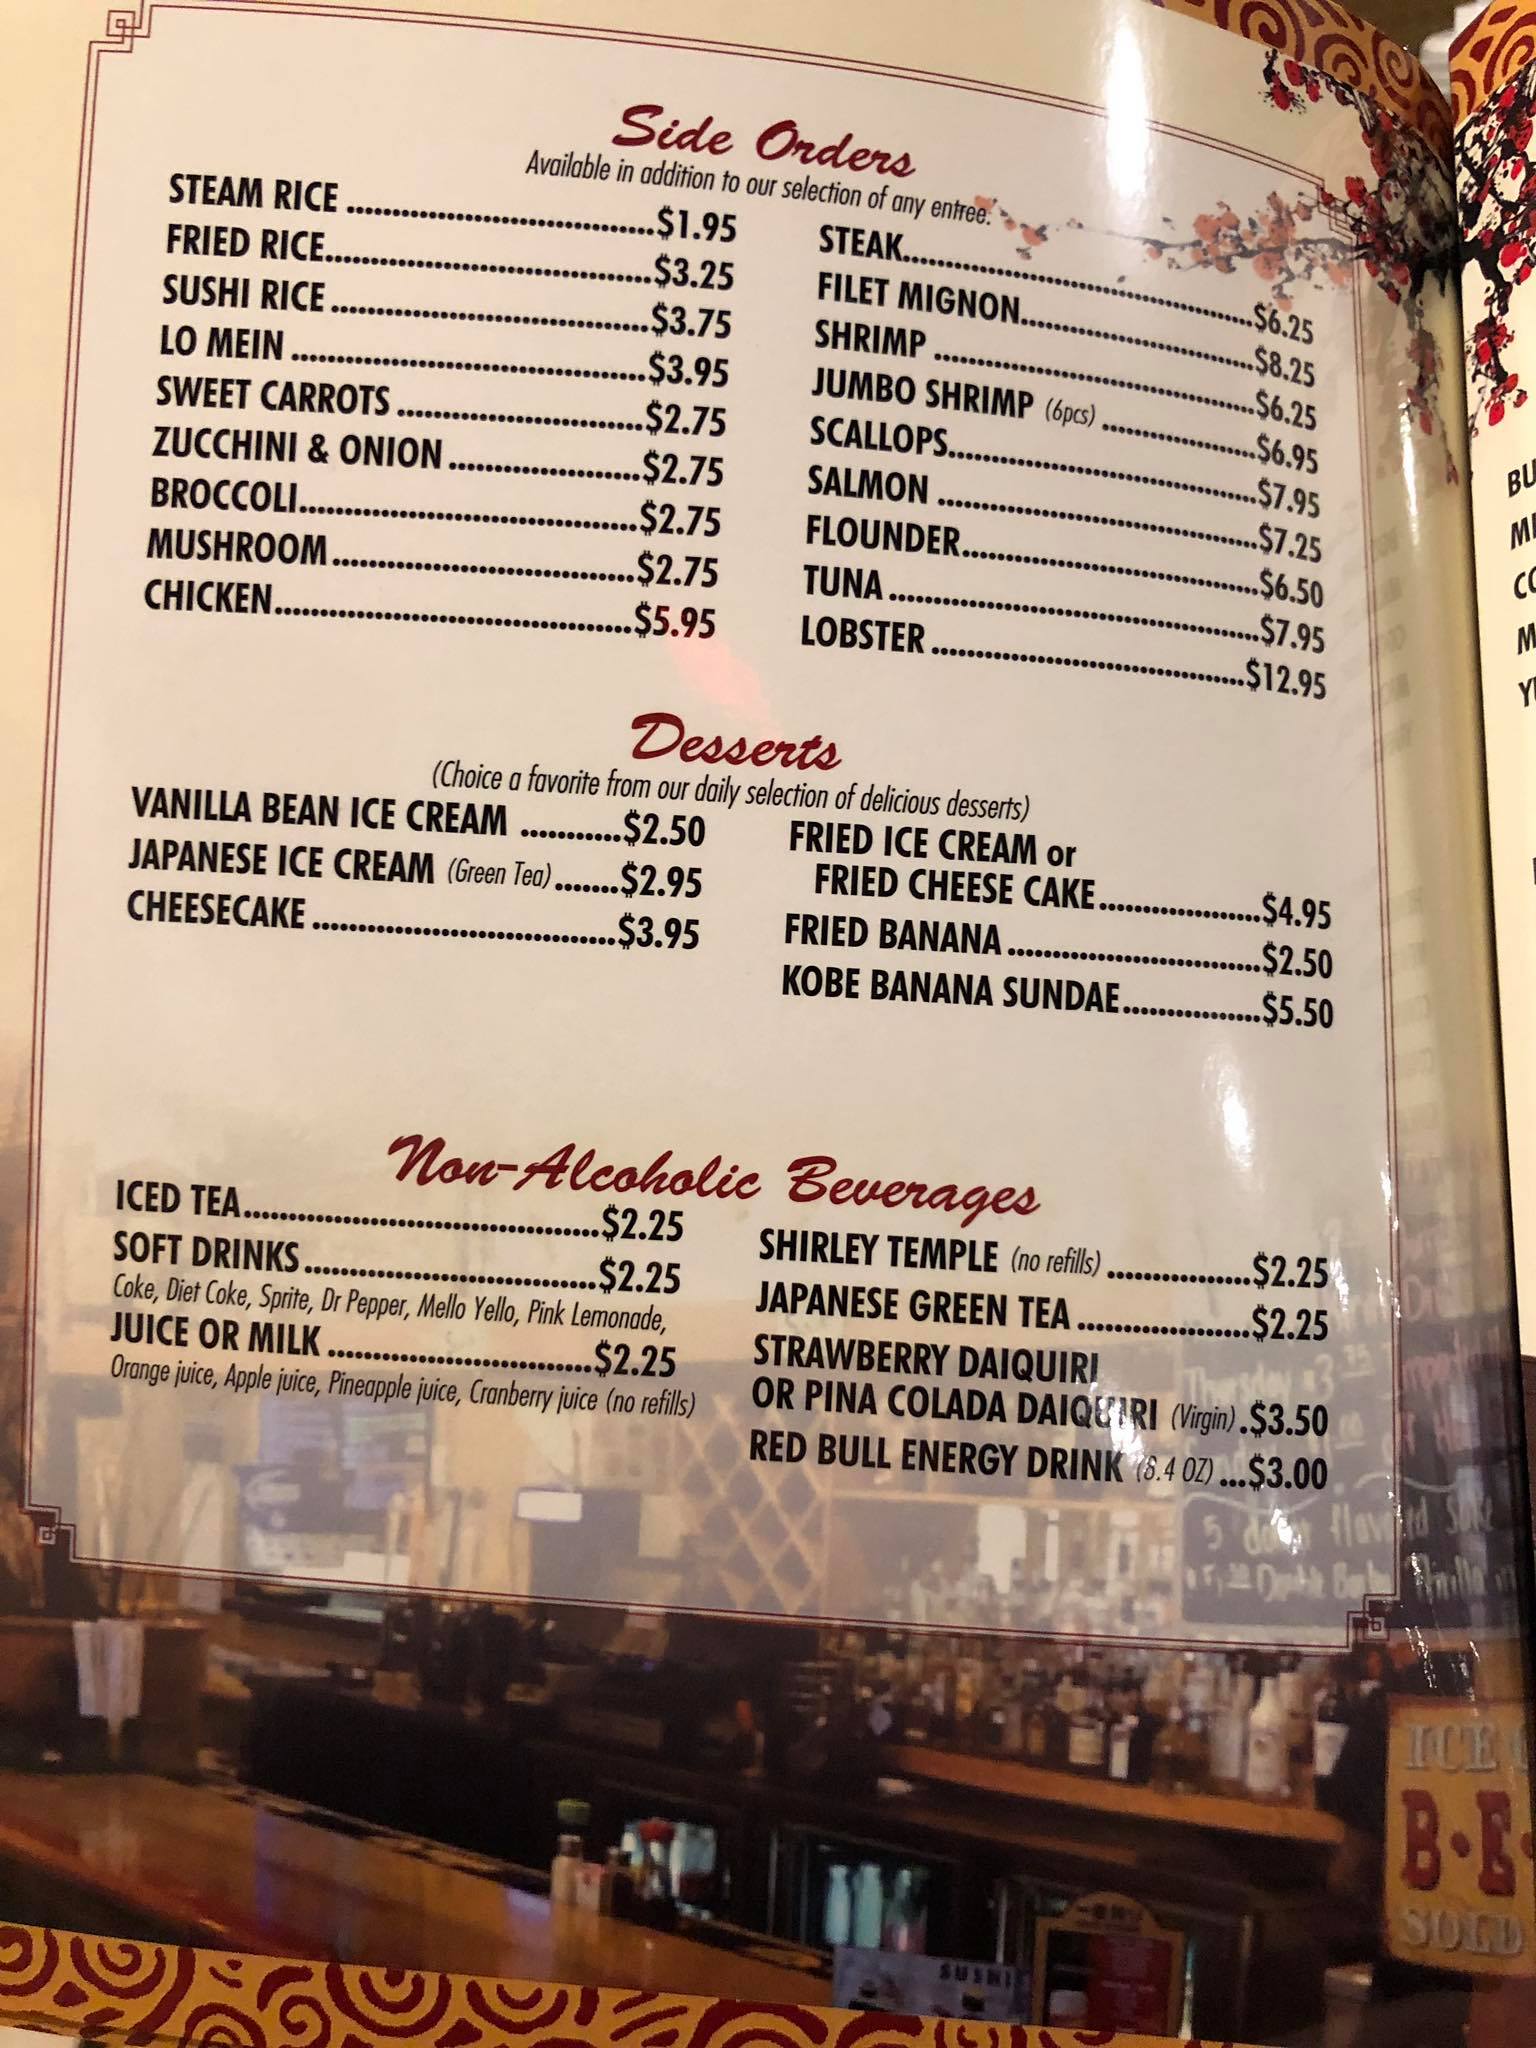 Side Orders
Available in addition to our selection of any entree.
STEAM RICE ..................................$1.95
FRIED RICE...................................$3.25
SUSHI RICE ..................................$3.75
LO MEIN ......................................$3.95
SWEET CARROTS ..........................$2.75
ZUCCHINI & ONION .....................$2.75
BROCCOLI.....................................$2.75
MUSHROOM .................................$2.75
CHICKEN.......................................$5.95
STEAK.......................................$6.25
FILET MIGNON..........................$8.25
SHRIMP ...................................$6.25
JUMBO SHRIMP (6pcs) .................$6.95
SCALLOPS..................................$7.95
SALMON ...................................$7.25
FLOUNDER.................................$6.50
TUNA ........................................$7.95
LOBSTER ..................................$12.95
Desserts
(Choice a favorite from our daily selection of delicious desserts)
VANILLA BEAN ICE CREAM ...........$2.50
JAPANESE ICE CREAM (Green Tea).......$2.95
CHEESECAKE .................................$3.95
FRIED ICE CREAM or
FRIED CHEESE CAKE..................$4.95
FRIED BANANA ............................$2.50
KOBE BANANA SUNDAE...............$5.50
Non-Alcoholic Beverages
ICED TEA.......................................$2.25
SOFT DRINKS................................$2.25
Coke, Diet Coke, Sprite, Dr Pepper, Mello Yello, Pink Lemonade,
JUICE OR MILK .............................$2.25
Orange juice, Apple juice, Pineapple juice, Cranberry juice (no refills)
SHIRLEY TEMPLE (no refills) ................$2.25
JAPANESE GREEN TEA ...................$2.25
STRAWBERRY DAIQUIRI
OR PINA COLADA DAIQUIRI (Virgin) .$3.50
RED BULL ENERGY DRINK (8.4 OZ) ...$3.00
ICE
SOLD
SUSHI